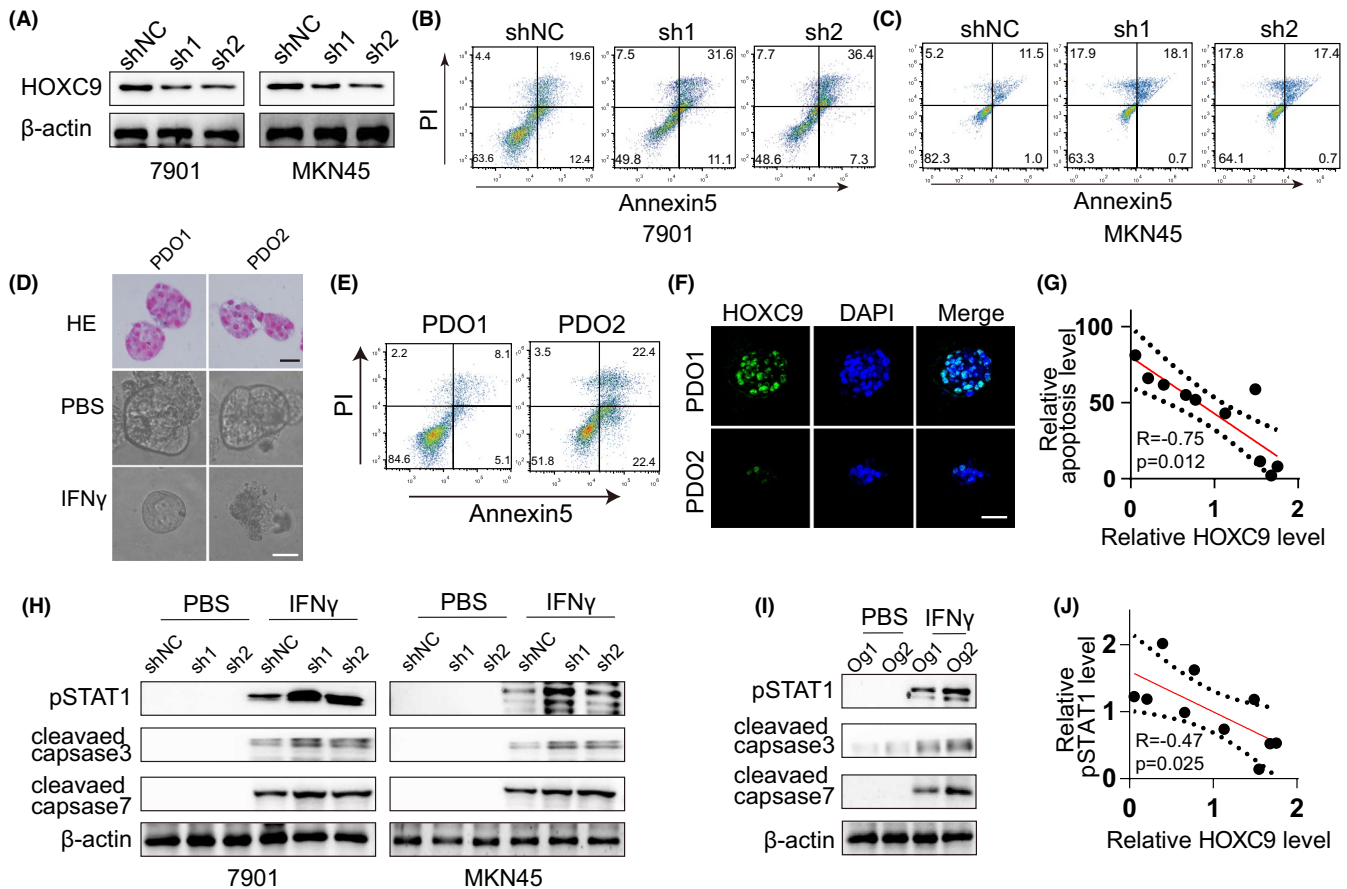 (A)
shNC sh1 sh2 shNC sh1 sh2
HOXC9
β-actin
7901 MKN45
(B)
shNC sh1 sh2
4.4 19.6 7.5 31.6 7.7 36.4
PI
63.6 12.4 49.8 11.1 48.6 7.3
Annexin5
7901
(C)
shNC sh1 sh2
5.2 11.5 17.9 18.1 17.8 17.4
82.3 1.0 63.3 0.7 64.1 0.7
Annexin5
MKN45
(D)
PDO1 PDO2
HE
PBS
IFNγ
(E)
PDO1 PDO2
2.2 8.1 3.5 22.4
PI
84.6 5.1 51.8 22.4
Annexin5
(F)
HOXC9 DAPI Merge
PDO1
PDO2
(G)
Relative
apoptosis level
100
50
0
R=-0.75
p=0.012
0 1 2
Relative HOXC9 level
(H)
PBS IFNγ PBS IFNγ
shNC sh1 sh2 shNC sh1 sh2 shNC sh1 sh2 shNC sh1 sh2
pSTAT1
cleavaed
capsase3
cleavaed
capsase7
β-actin
7901 MKN45
(I)
PBS IFNγ
Og1 Og2 Og1 Og2
pSTAT1
cleavaed
capsase3
cleavaed
capsase7
β-actin
(J)
Relative
pSTAT1 level
2
1
0
R=-0.47
p=0.025
0 1 2
Relative HOXC9 level